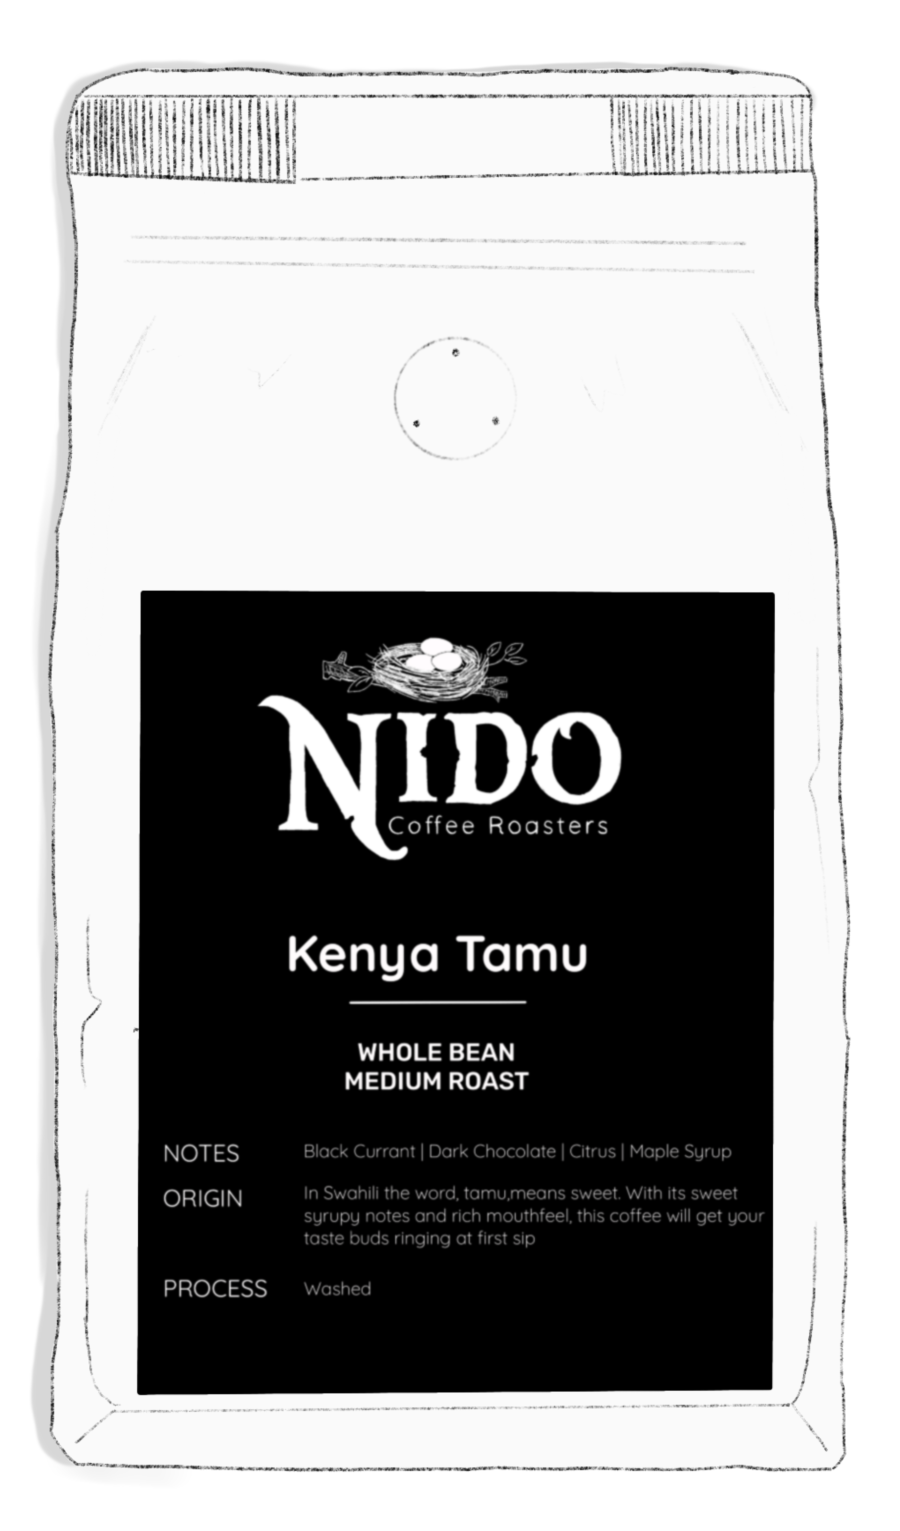 NIDO
Coffee Roasters
Kenya Tamu
WHOLE BEAN
MEDIUM ROAST
NOTES Black Currant | Dark Chocolate | Citrus | Maple Syrup
ORIGIN In Swahili the word, tamu,means sweet. With its sweet
syrupy notes and rich mouthfeel, this coffee will get your
taste buds ringing at first sip
PROCESS Washed